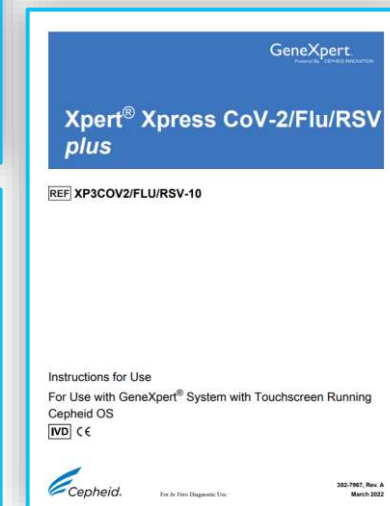 GeneXpert®
Powered By CEPHEID INNOVATION
Xpert® Xpress CoV-2/Flu/RSV
plus
REF XP3COV2/FLU/RSV-10
Instructions for Use
For Use with GeneXpert® System with Touchscreen Running
Cepheid OS
IVD CE
Cepheid.
For In Vitro Diagnostic Use
302-7967, Rev. A
March 2022